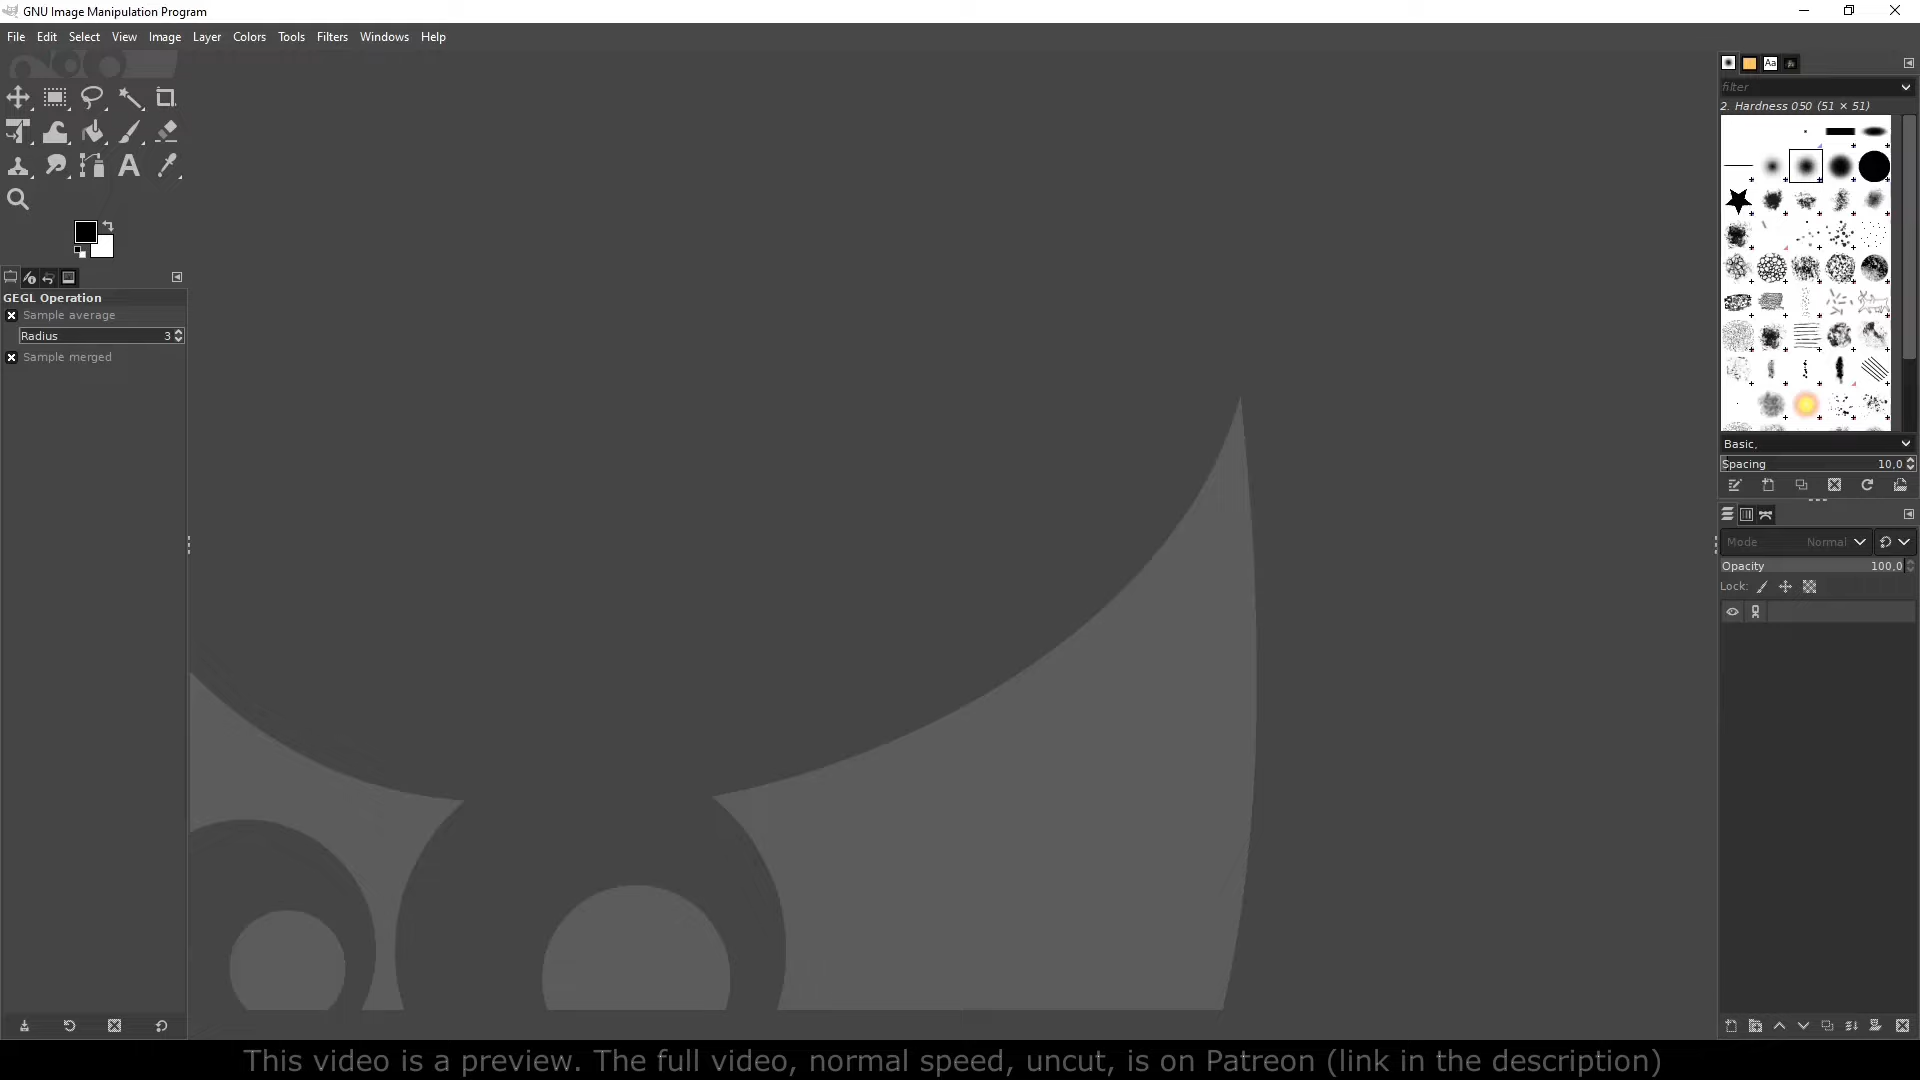 GNU Image Manipulation Program
File Edit Select View Image Layer Colors Tools Filters Windows Help
Aa
filter
2. Hardness 050 (51 × 51)
GEGL Operation
Sample average
Radius 3
Sample merged
Basic,
Spacing 10,0
Mode Normal
Opacity 100,0
Lock:
This video is a preview. The full video, normal speed, uncut, is on Patreon (link in the description)